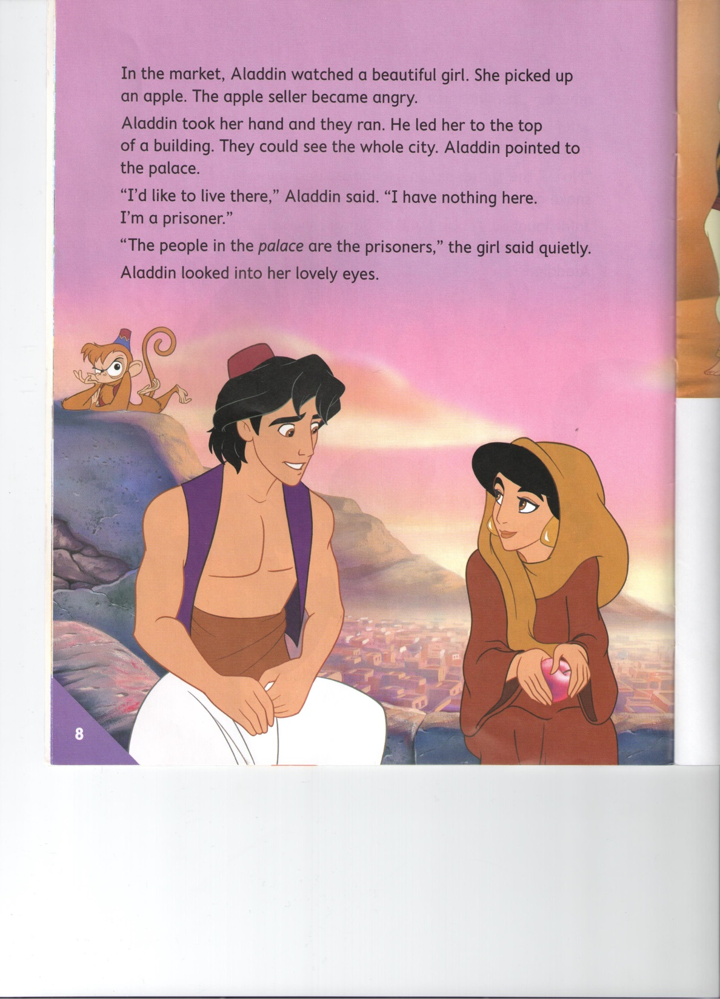 In the market, Aladdin watched a beautiful girl. She picked up
an apple. The apple seller became angry.
Aladdin took her hand and they ran. He led her to the top
of a building. They could see the whole city. Aladdin pointed to
the palace.
“I’d like to live there,” Aladdin said. “I have nothing here.
I’m a prisoner.”
“The people in the palace are the prisoners,” the girl said quietly.
Aladdin looked into her lovely eyes.
8